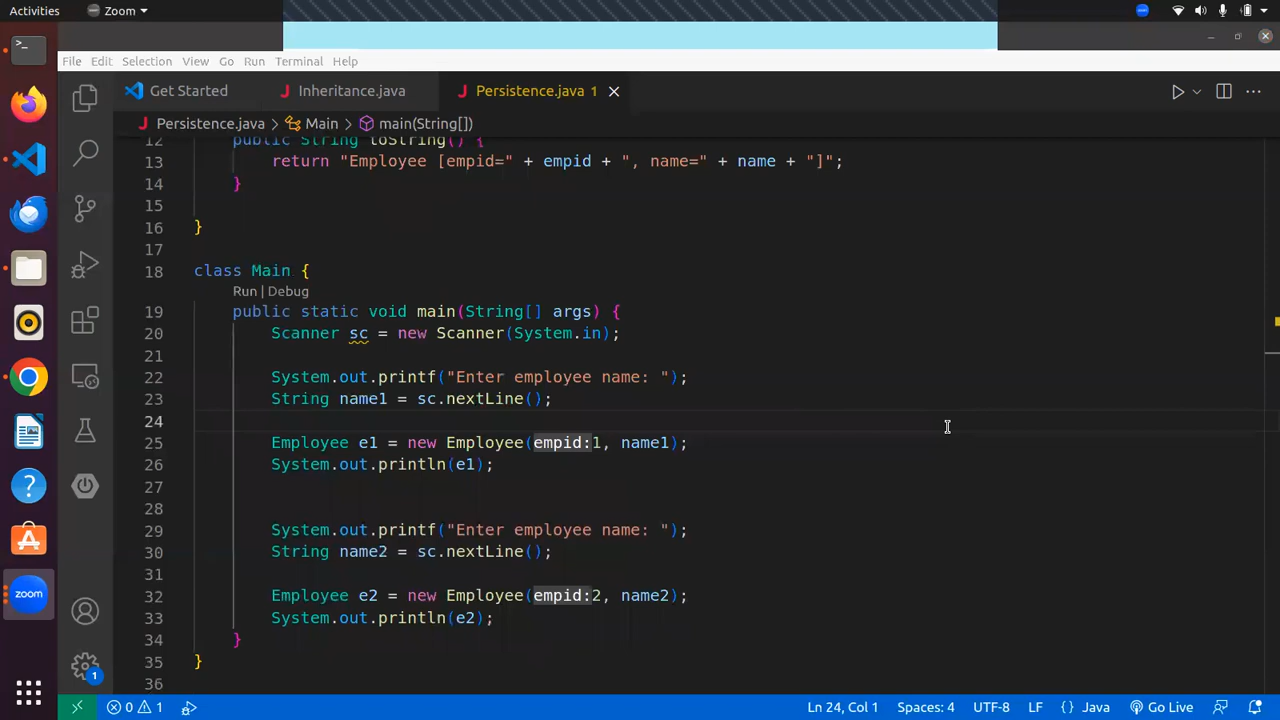 Activities Zoom
File Edit Selection View Go Run Terminal Help
Get Started Inheritance.java Persistence.java 1
Persistence.java > Main > main(String[])
12 public String toString() {
13 return "Employee [empid=" + empid + ", name=" + name + "]";
14 }
15
16 }
17
18 class Main {
Run | Debug
19 public static void main(String[] args) {
20 Scanner sc = new Scanner(System.in);
21
22 System.out.printf("Enter employee name: ");
23 String name1 = sc.nextLine();
24
25 Employee e1 = new Employee(empid:1, name1);
26 System.out.println(e1);
27
28
29 System.out.printf("Enter employee name: ");
30 String name2 = sc.nextLine();
31
32 Employee e2 = new Employee(empid:2, name2);
33 System.out.println(e2);
34 }
35 }
36
zoom
1
0 1 Ln 24, Col 1 Spaces: 4 UTF-8 LF {} Java Go Live